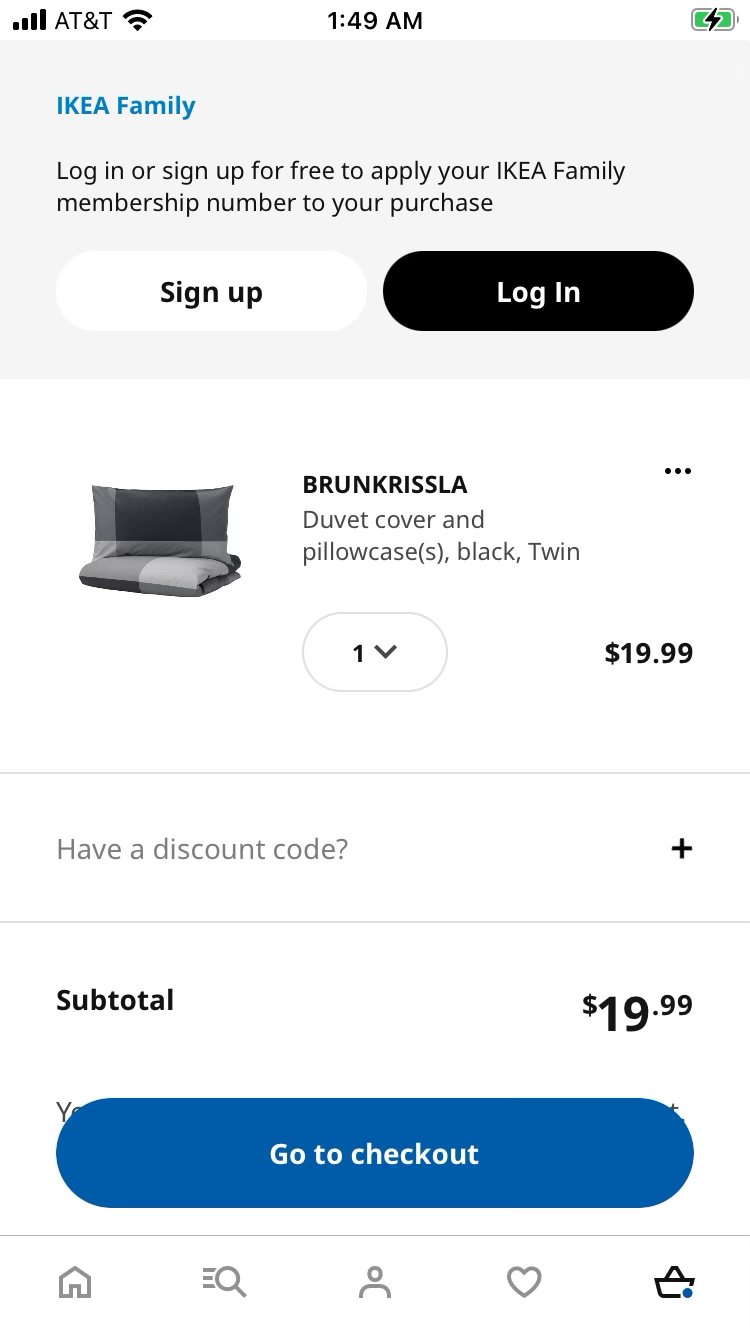 AT&T
1:49 AM
IKEA Family
Log in or sign up for free to apply your IKEA Family
membership number to your purchase
Sign up
Log In
BRUNKRISSLA
Duvet cover and
pillowcase(s), black, Twin
1
$19.99
Have a discount code?
+
Subtotal
$19.99
Go to checkout